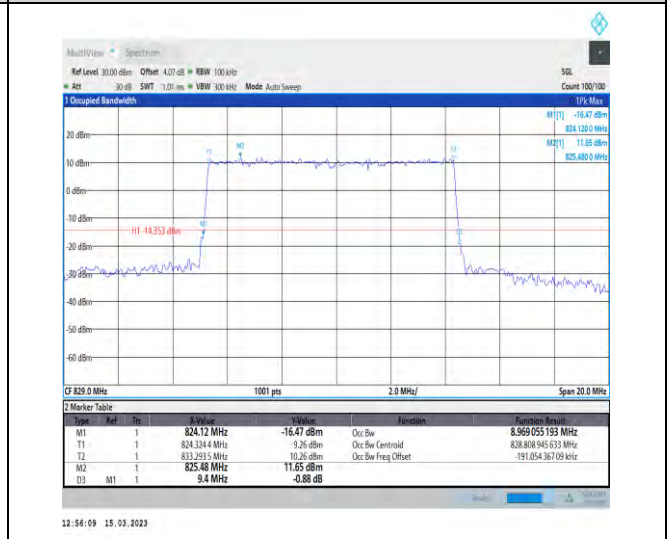 MultiView Spectrum
Ref Level 30.00 dBm Offset 4.07 dB RBW 100 kHz SGL
Att 30 dB SWT 1.01 ms VBW 300 kHz Mode Auto Sweep Count 100/100
1 Occupied Bandwidth 1Pk Max
M1[1] -16.47 dBm
824.120 0 MHz
M2[1] 11.65 dBm
825.480 0 MHz
20 dBm
M2
T1
T2
10 dBm
0 dBm
-10 dBm
M1
H1 -14.353 dBm
D3
-20 dBm
-30 dBm
-40 dBm
-50 dBm
-60 dBm
CF 829.0 MHz 1001 pts 2.0 MHz/ Span 20.0 MHz
2 Marker Table
Type Ref Trc X-Value Y-Value Function Function Result
M1 1 824.12 MHz -16.47 dBm Occ Bw 8.969 055 193 MHz
T1 1 824.324 4 MHz 9.26 dBm Occ Bw Centroid 828.808 945 633 MHz
T2 1 833.293 5 MHz 10.26 dBm Occ Bw Freq Offset -191.054 367 09 kHz
M2 1 825.48 MHz 11.65 dBm
D3 M1 1 9.4 MHz -0.88 dB
12:56:09 15.03.2023